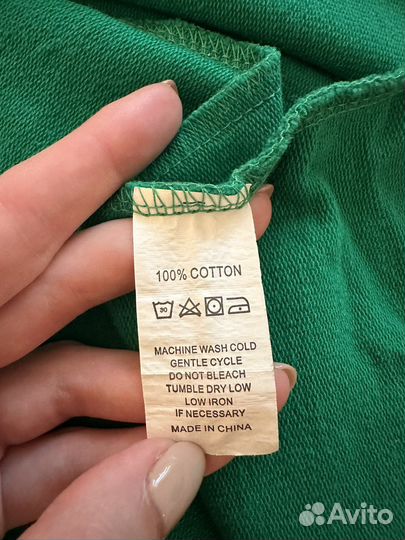 100% COTTON
30
MACHINE WASH COLD
GENTLE CYCLE
DO NOT BLEACH
TUMBLE DRY LOW
LOW IRON
IF NECESSARY
MADE IN CHINA
Avito